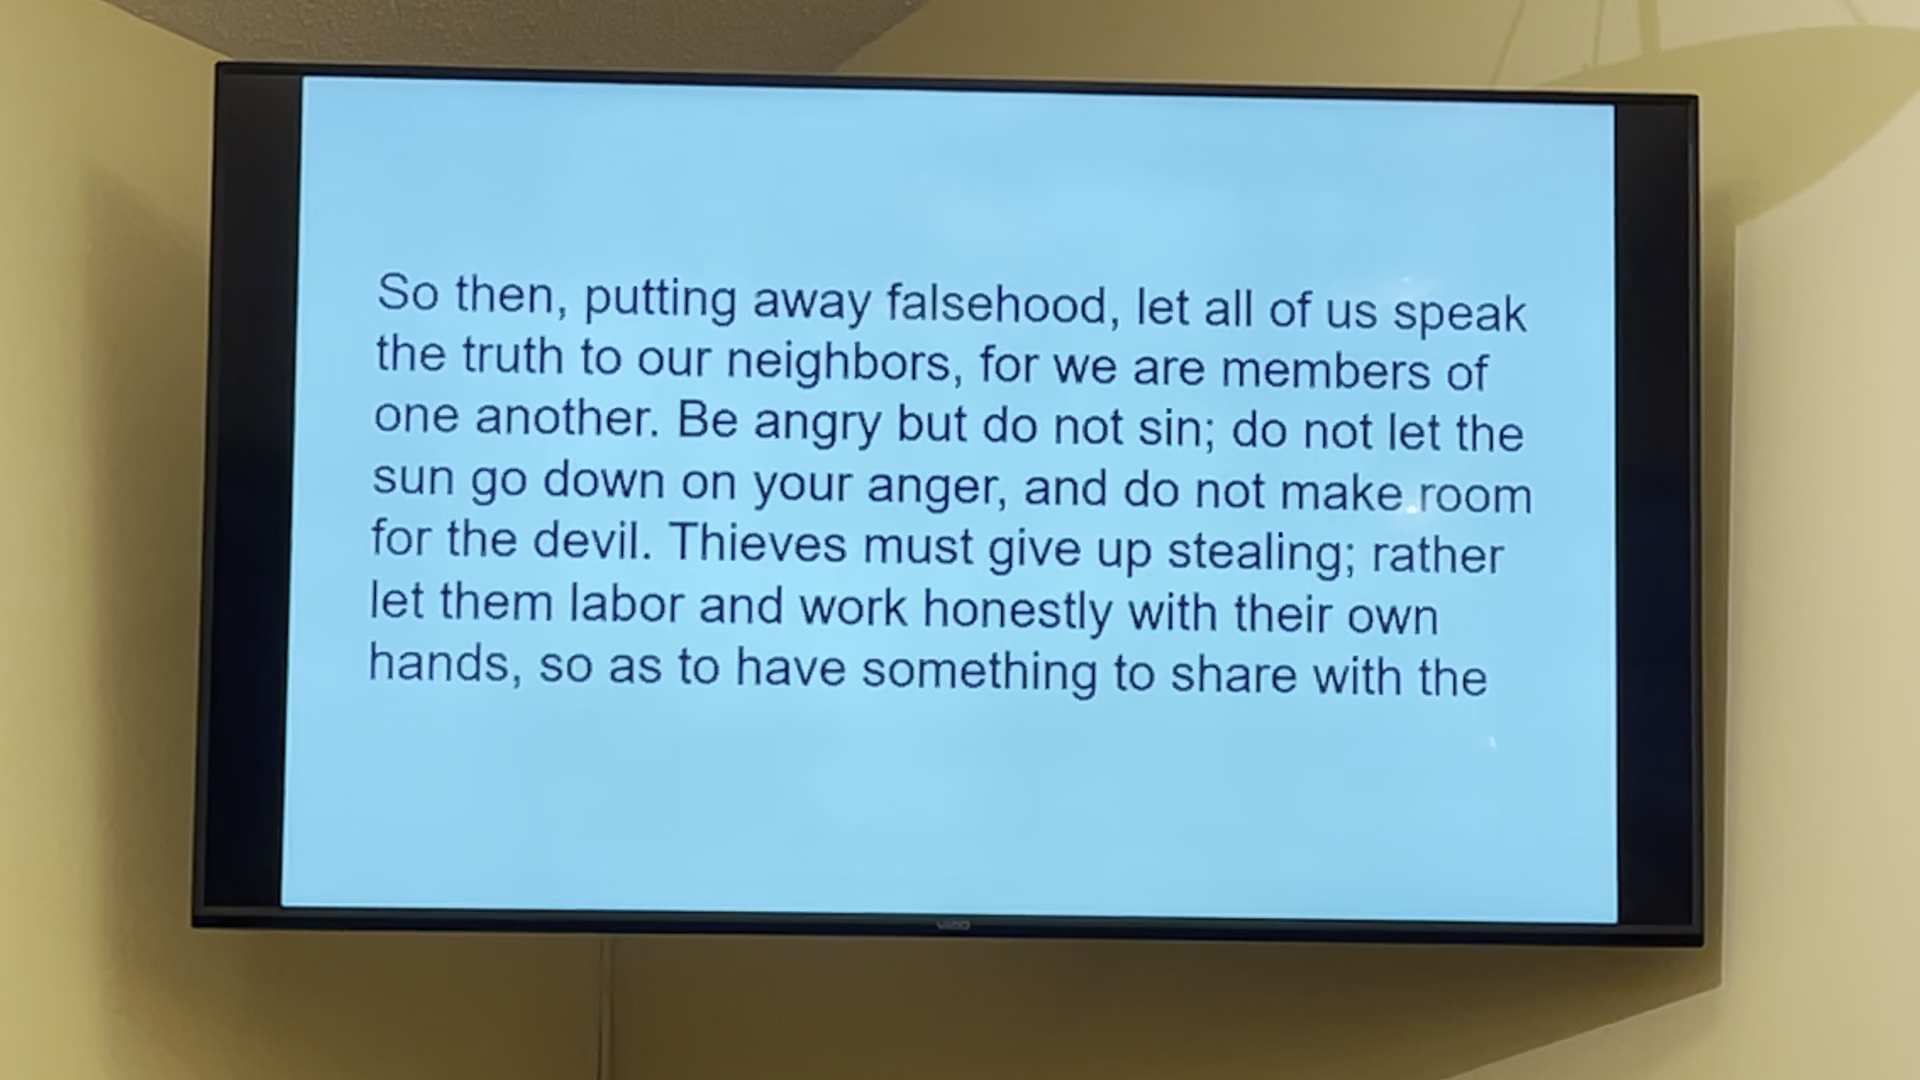 So then, putting away falsehood, let all of us speak
the truth to our neighbors, for we are members of
one another. Be angry but do not sin; do not let the
sun go down on your anger, and do not make room
for the devil. Thieves must give up stealing; rather
let them labor and work honestly with their own
hands, so as to have something to share with the
VIZIO